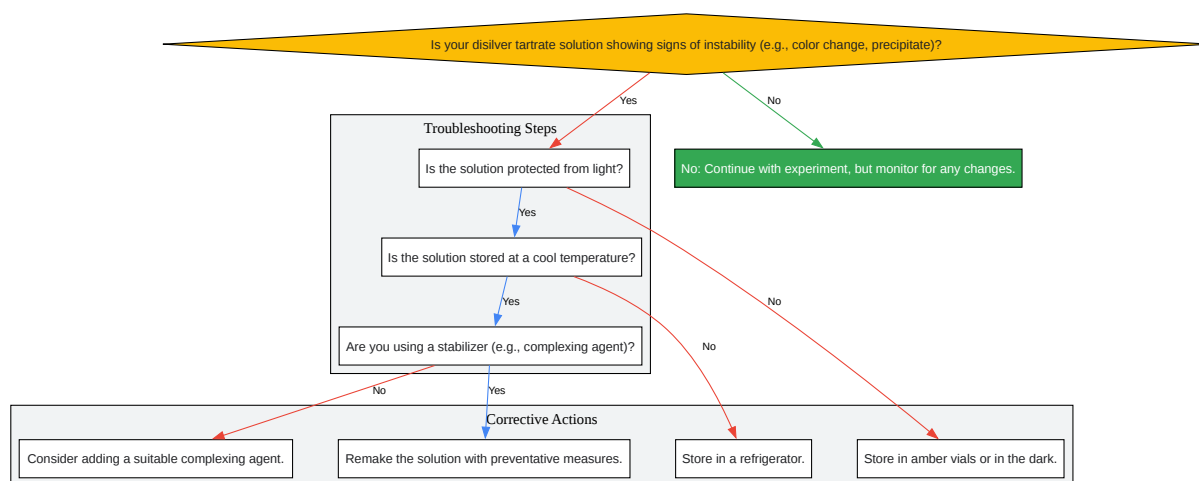 Is your disilver tartrate solution showing signs of instability (e.g., color change, precipitate)?
Yes
No
Troubleshooting Steps
Is the solution protected from light?
No: Continue with experiment, but monitor for any changes.
Yes
Is the solution stored at a cool temperature?
Yes
No
Are you using a stabilizer (e.g., complexing agent)?
No
No
Yes
Corrective Actions
Consider adding a suitable complexing agent.
Remake the solution with preventative measures.
Store in a refrigerator.
Store in amber vials or in the dark.